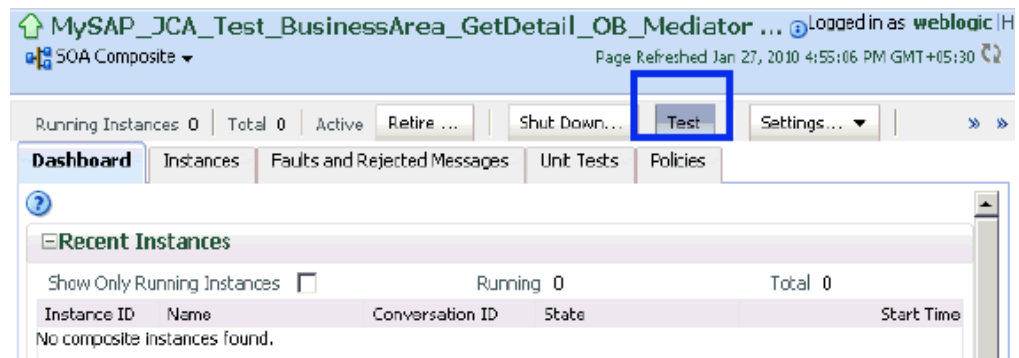 MySAP_JCA_Test_BusinessArea_GetDetail_OB_Mediator ... Logged in as weblogic |H
SOA Composite Page Refreshed Jan 27, 2010 4:55:06 PM GMT+05:30
Running Instances 0 | Total 0 | Active Retire ... Shut Down... Test Settings...
Dashboard Instances Faults and Rejected Messages Unit Tests Policies
Recent Instances
Show Only Running Instances Running 0 Total 0
Instance ID Name Conversation ID State Start Time
No composite instances found.